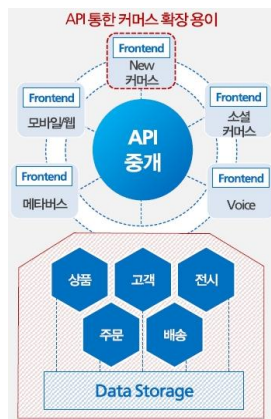 API 통한 커머스 확장 용이
Frontend
New
커머스
Frontend
모바일/웹
Frontend
소셜
커머스
API
중개
Frontend
메타버스
Frontend
Voice
상품
고객
전시
주문
배송
Data Storage